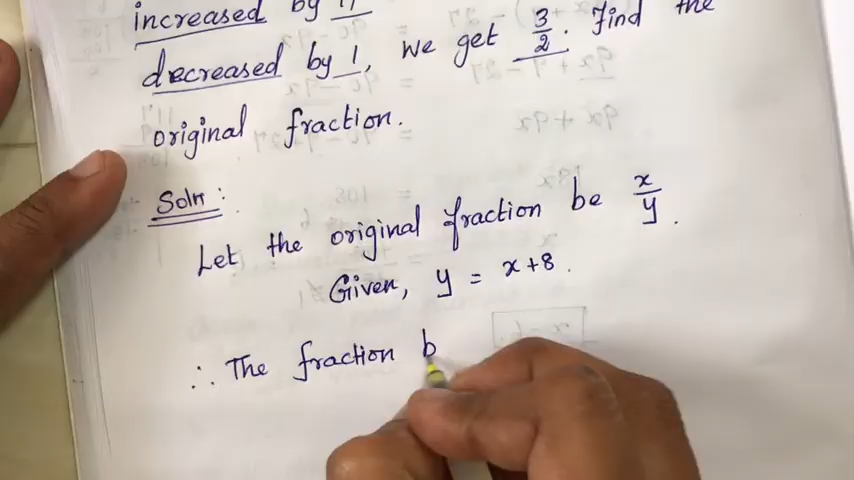 increased by 17
decreased by 1, we get 3/2. Find the
original fraction.
Soln:
Let the original fraction be x/y.
Given, y = x+8.
∴ The fraction b